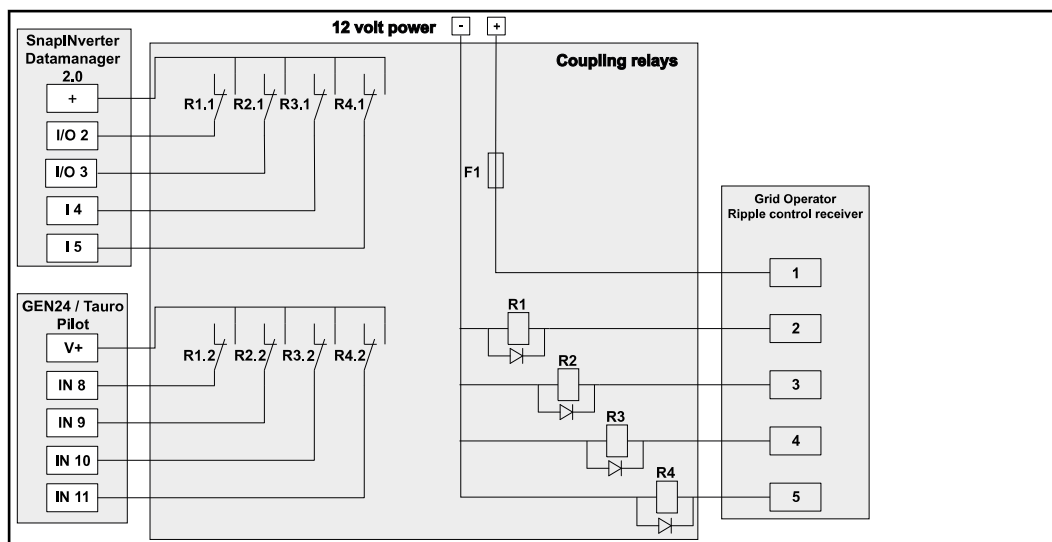 12 volt power - +
SnapINverter
Datamanager
2.0
+
I/O 2
I/O 3
I 4
I 5
R1.1 R2.1 R3.1 R4.1
Coupling relays
F1
Grid Operator
Ripple control receiver
1
2
3
4
5
R1
R2
R3
R4
GEN24 / Tauro
Pilot
V+
IN 8
IN 9
IN 10
IN 11
R1.2 R2.2 R3.2 R4.2